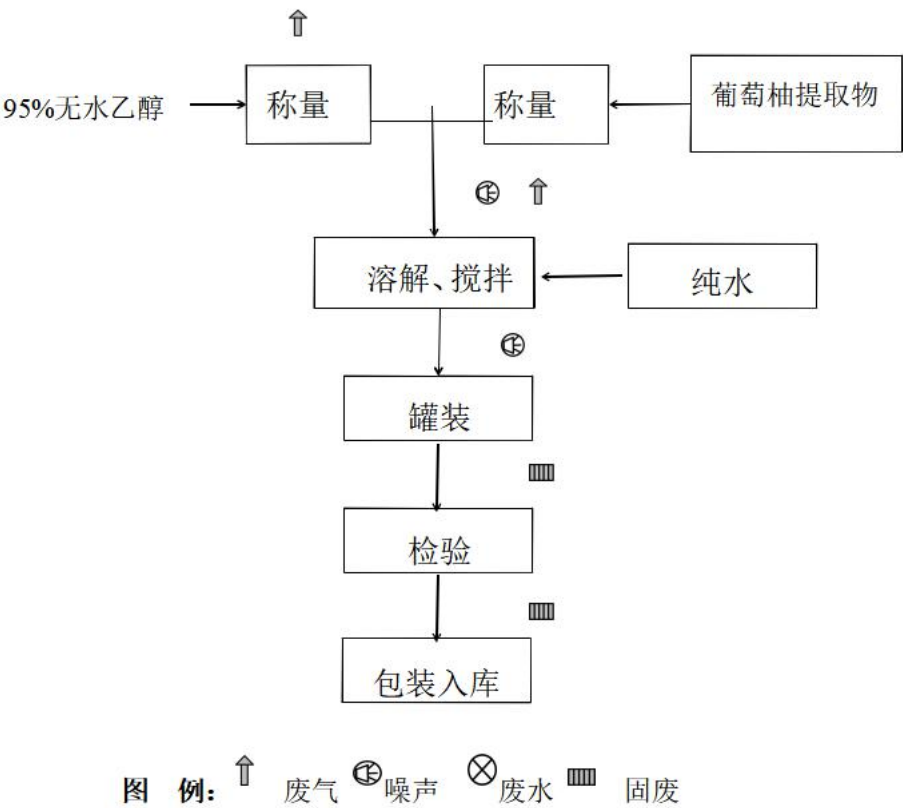 95%无水乙醇
称量
称量
葡萄柚提取物
溶解、搅拌
纯水
罐装
检验
包装入库
图 例： 废气 噪声 废水 固废